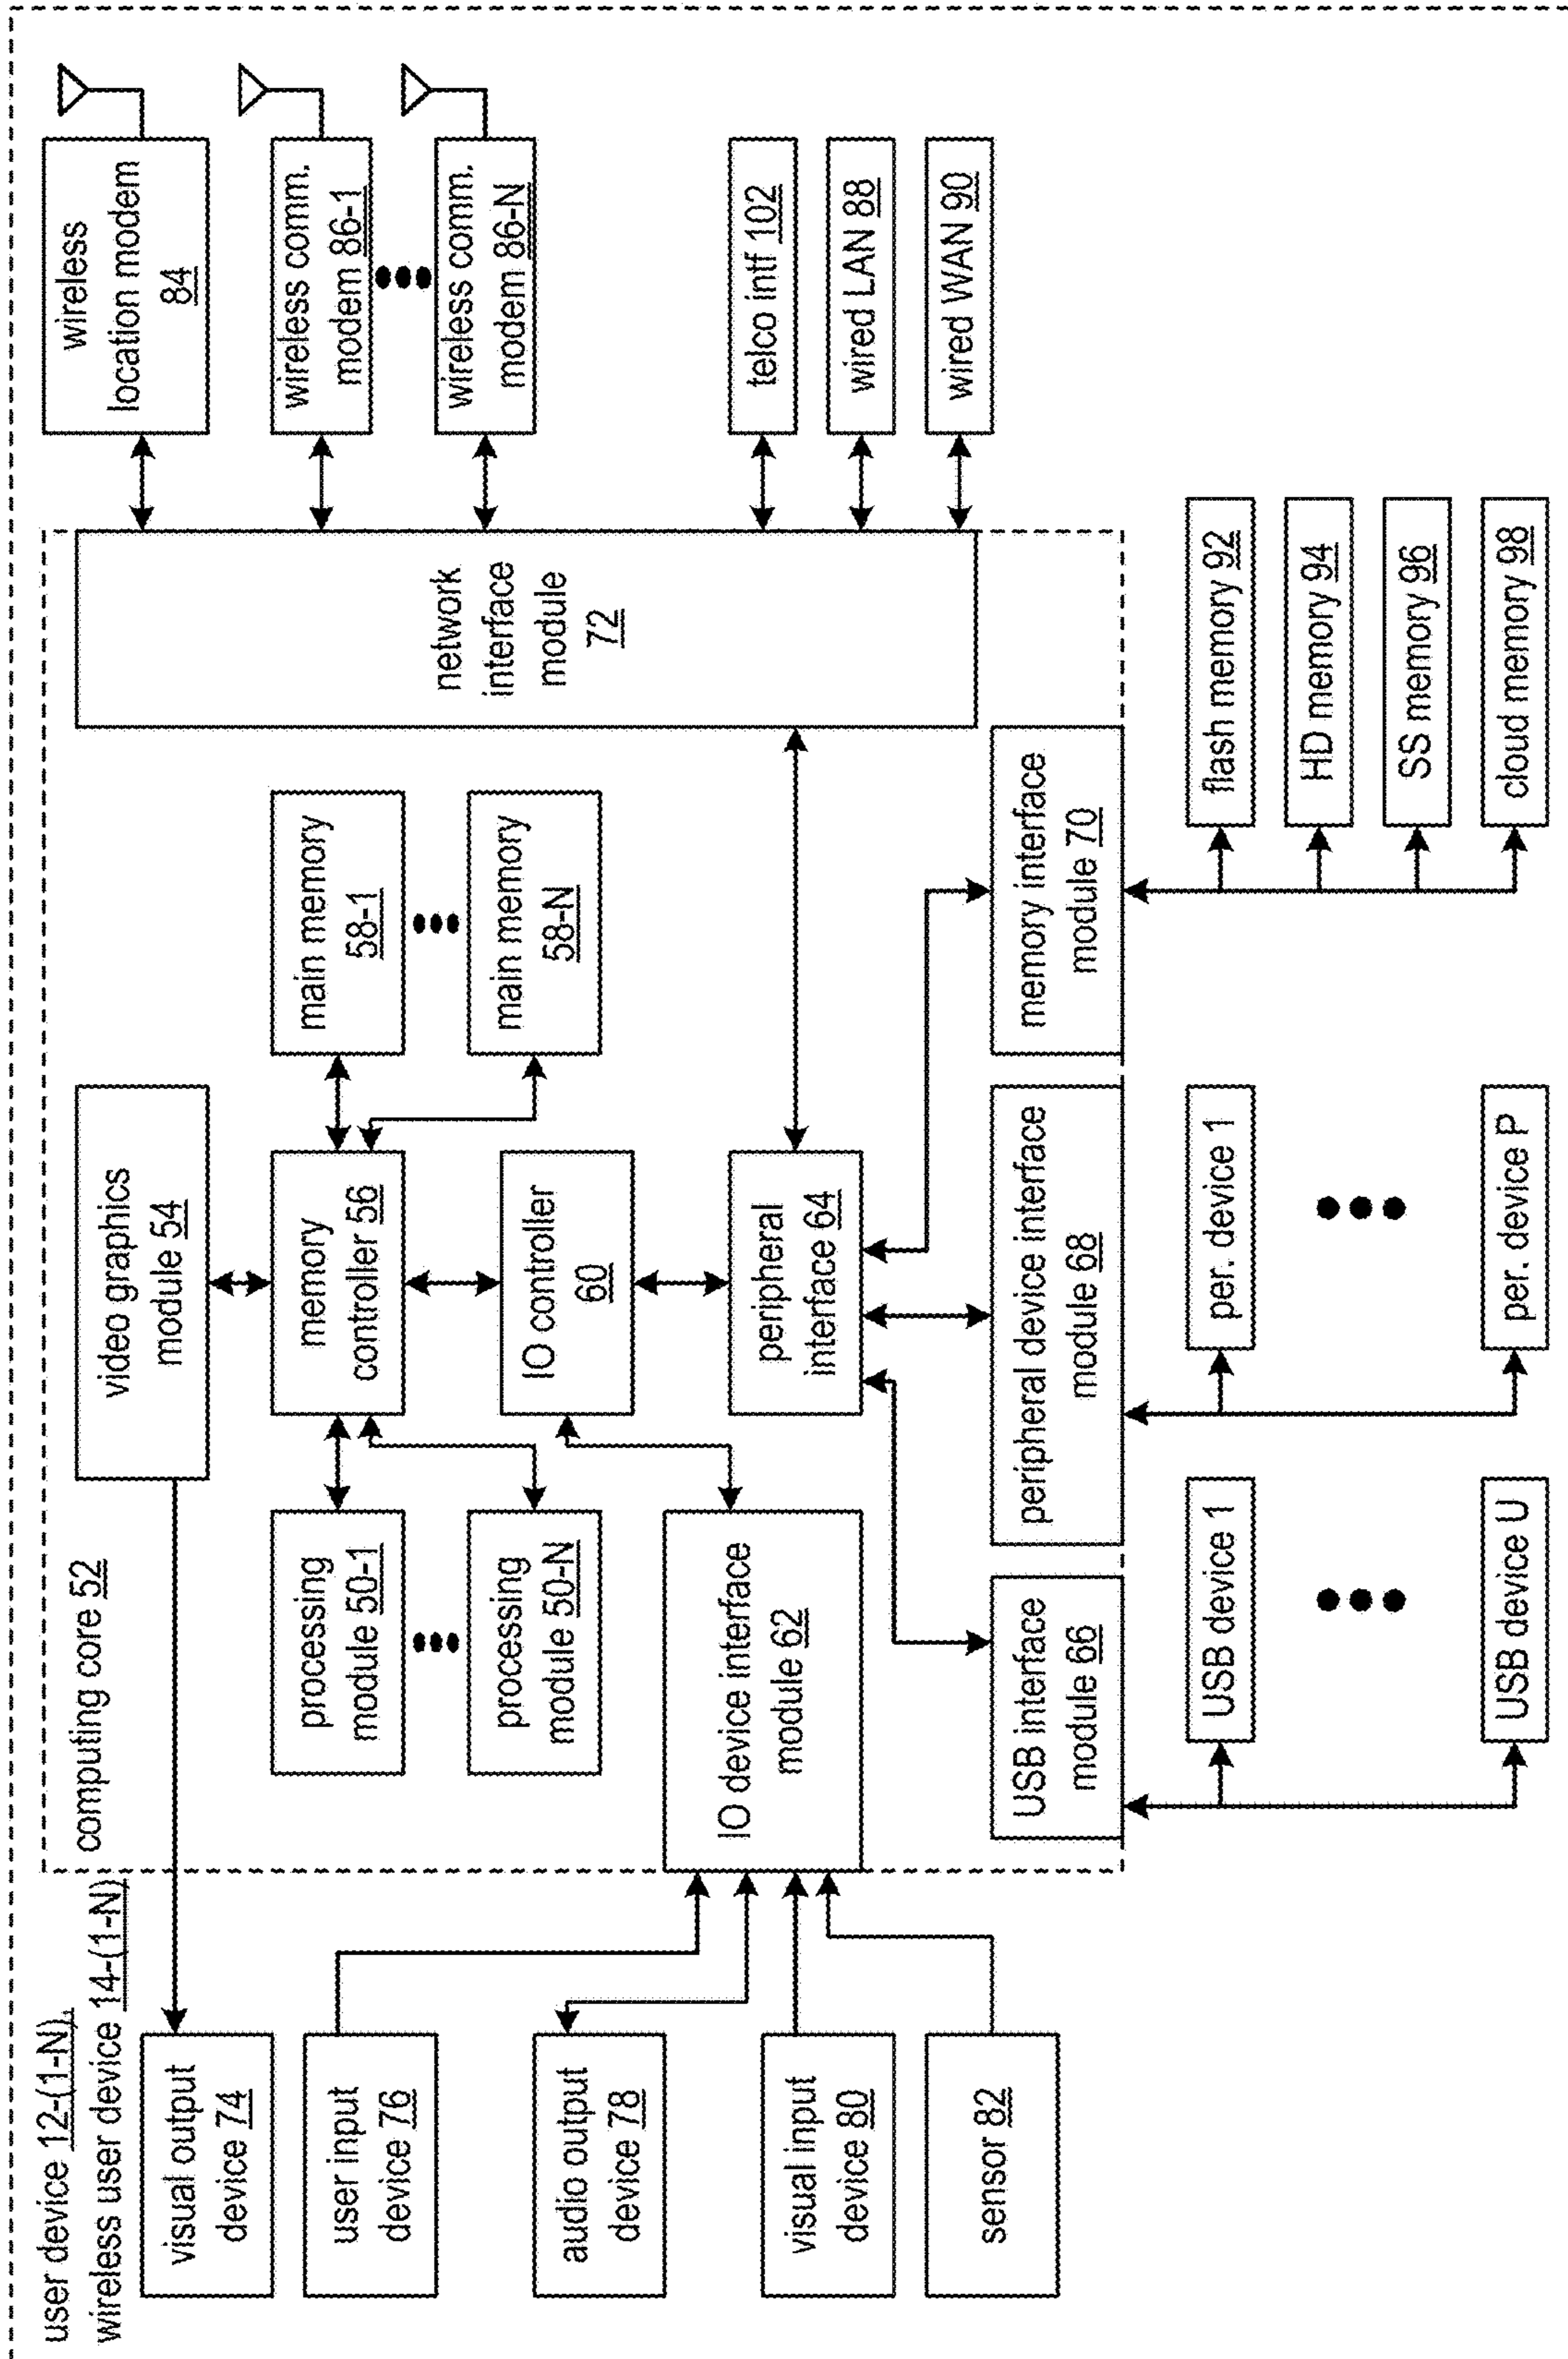 user device 12-(1-N),
wireless user device 14-(1-N)
computing core 52
visual output
device 74
user input
device 76
audio output
device 78
visual input
device 80
sensor 82
video graphics
module 54
processing
module 50-1
processing
module 50-N
memory
controller 56
main memory
58-1
main memory
58-N
IO controller
60
IO device interface
module 62
peripheral
interface 64
USB interface
module 66
peripheral device interface
module 68
memory interface
module 70
network
interface
module
72
wireless
location modem
84
wireless comm.
modem 86-1
wireless comm.
modem 86-N
telco intf 102
wired LAN 88
wired WAN 90
USB device 1
USB device U
per. device 1
per. device P
flash memory 92
HD memory 94
SS memory 96
cloud memory 98